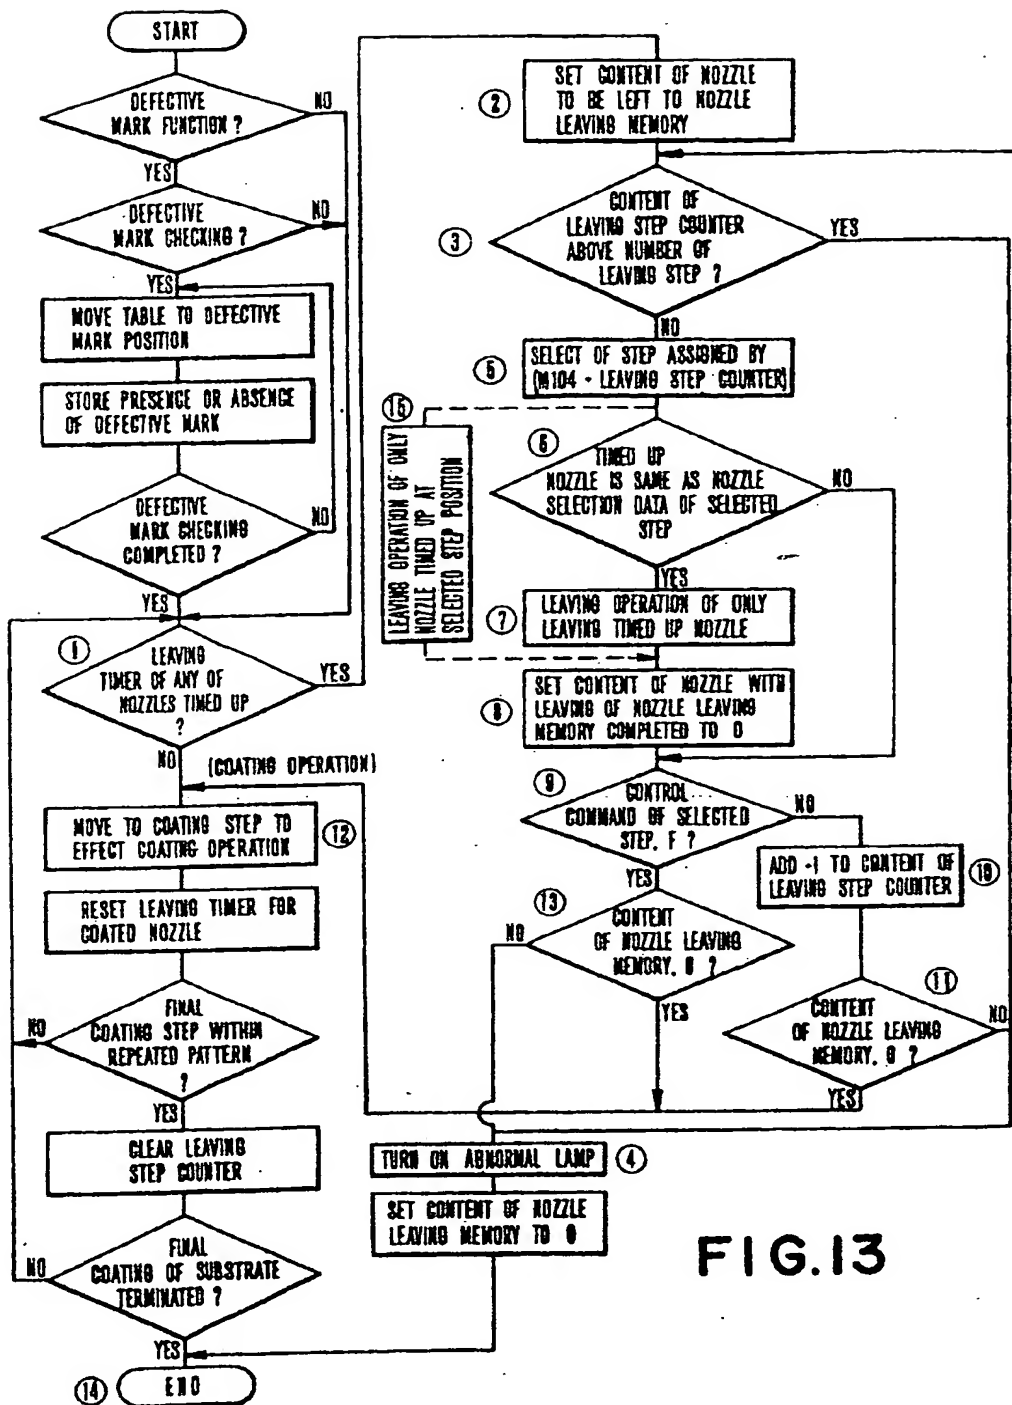 START
DEFECTIVE
MARK FUNCTION ?
NO
YES
DEFECTIVE
MARK CHECKING ?
NO
YES
MOVE TABLE TO DEFECTIVE
MARK POSITION
STORE PRESENCE OR ABSENCE
OF DEFECTIVE MARK
DEFECTIVE
MARK CHECKING
COMPLETED ?
NO
YES
LEAVING
TIMER OF ANY OF
NOZZLES TIMED UP
?
YES
NO
(COATING OPERATION)
MOVE TO COATING STEP TO
EFFECT COATING OPERATION
12
RESET LEAVING TIMER FOR
COATED NOZZLE
FINAL
COATING STEP WITHIN
REPEATED PATTERN
?
NO
YES
CLEAR LEAVING
STEP COUNTER
FINAL
COATING OF SUBSTRATE
TERMINATED ?
NO
YES
14
END
2
SET CONTENT OF NOZZLE
TO BE LEFT TO NOZZLE
LEAVING MEMORY
3
CONTENT OF
LEAVING STEP COUNTER
ABOVE NUMBER OF
LEAVING STEP ?
YES
NO
5
SELECT OF STEP ASSIGNED BY
(M104 - LEAVING STEP COUNTER)
15
LEAVING OPERATION OF ONLY
NOZZLE TIMED UP AT
SELECTED STEP POSITION
6
TIMED UP
NOZZLE IS SAME AS NOZZLE
SELECTION DATA OF SELECTED
STEP
NO
YES
7
LEAVING OPERATION OF ONLY
LEAVING TIMED UP NOZZLE
8
SET CONTENT OF NOZZLE WITH
LEAVING OF NOZZLE LEAVING
MEMORY COMPLETED TO 0
9
CONTROL
COMMAND OF SELECTED
STEP, F ?
NO
YES
ADD -1 TO CONTENT OF
LEAVING STEP COUNTER
10
13
CONTENT
OF NOZZLE LEAVING
MEMORY, 0 ?
NO
YES
11
CONTENT
OF NOZZLE LEAVING
MEMORY, 0 ?
NO
YES
TURN ON ABNORMAL LAMP
4
SET CONTENT OF NOZZLE
LEAVING MEMORY TO 0
FIG.13